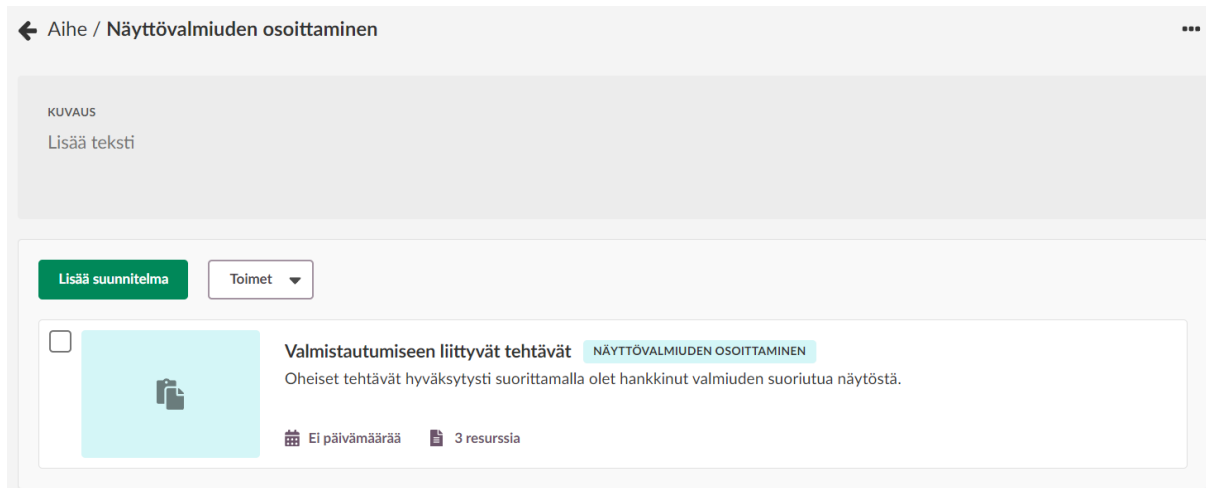 Aihe / Näyttövalmiuden osoittaminen
KUVAUS
Lisää teksti
Lisää suunnitelma
Toimet
Valmistautumiseen liittyvät tehtävät NÄYTTÖVALMIUDEN OSOITTAMINEN
Oheiset tehtävät hyväksytysti suorittamalla olet hankkinut valmiuden suoriutua näytöstä.
Ei päivämäärää 3 resurssia